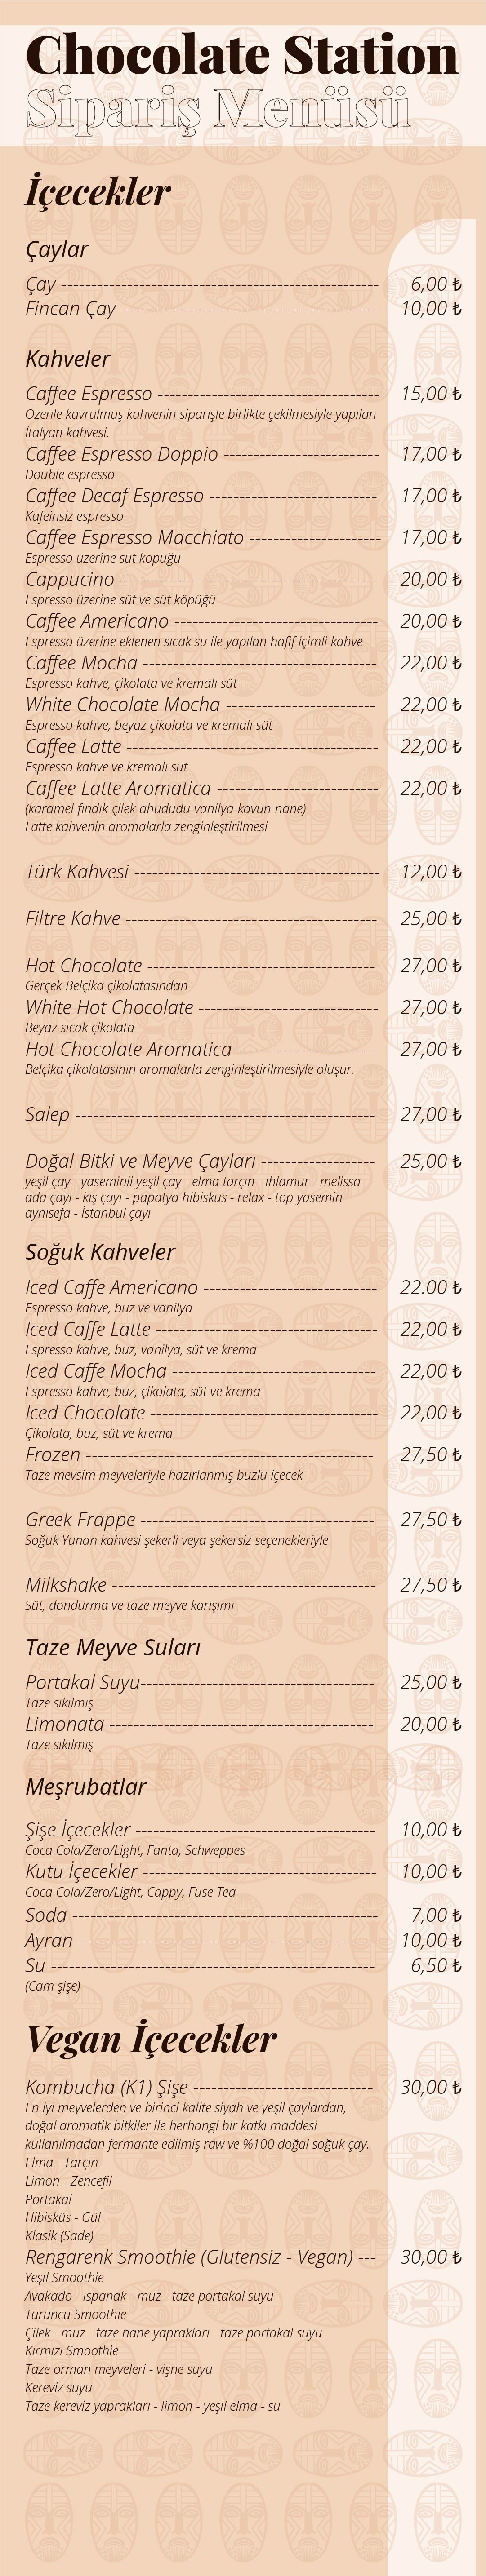 Chocolate Station
Sipariş Menüsü
İçecekler
Çaylar
Çay ---------------------------------------------------- 6,00 ₺
Fincan Çay ------------------------------------------ 10,00 ₺
Kahveler
Caffee Espresso ------------------------------------ 15,00 ₺
Özenle kavrulmuş kahvenin siparişle birlikte çekilmesiyle yapılan
İtalyan kahvesi.
Caffee Espresso Doppio -------------------------- 17,00 ₺
Double espresso
Caffee Decaf Espresso ---------------------------- 17,00 ₺
Kafeinsiz espresso
Caffee Espresso Macchiato ---------------------- 17,00 ₺
Espresso üzerine süt köpüğü
Cappucino ------------------------------------------ 20,00 ₺
Espresso üzerine süt ve süt köpüğü
Caffee Americano --------------------------------- 20,00 ₺
Espresso üzerine eklenen sıcak su ile yapılan hafif içimli kahve
Caffee Mocha -------------------------------------- 22,00 ₺
Espresso kahve, çikolata ve kremalı süt
White Chocolate Mocha ------------------------- 22,00 ₺
Espresso kahve, beyaz çikolata ve kremalı süt
Caffee Latte ----------------------------------------- 22,00 ₺
Espresso kahve ve kremalı süt
Caffee Latte Aromatica -------------------------- 22,00 ₺
(karamel-fındık-çilek-ahududu-vanilya-kavun-nane)
Latte kahvenin aromalarla zenginleştirilmesi
Türk Kahvesi ---------------------------------------- 12,00 ₺
Filtre Kahve ----------------------------------------- 25,00 ₺
Hot Chocolate ------------------------------------- 27,00 ₺
Gerçek Belçika çikolatasından
White Hot Chocolate ----------------------------- 27,00 ₺
Beyaz sıcak çikolata
Hot Chocolate Aromatica ----------------------- 27,00 ₺
Belçika çikolatasının aromalarla zenginleştirilmesiyle oluşur.
Salep ------------------------------------------------- 27,00 ₺
Doğal Bitki ve Meyve Çayları ------------------- 25,00 ₺
yeşil çay - yaseminli yeşil çay - elma tarçın - ıhlamur - melissa
ada çayı - kış çayı - papatya hibiskus - relax - top yasemin
aynısefa - İstanbul çayı
Soğuk Kahveler
Iced Caffe Americano ---------------------------- 22.00 ₺
Espresso kahve, buz ve vanilya
Iced Caffe Latte ------------------------------------ 22,00 ₺
Espresso kahve, buz, vanilya, süt ve krema
Iced Caffe Mocha --------------------------------- 22,00 ₺
Espresso kahve, buz, çikolata, süt ve krema
Iced Chocolate ------------------------------------- 22,00 ₺
Çikolata, buz, süt ve krema
Frozen ----------------------------------------------- 27,50 ₺
Taze mevsim meyveleriyle hazırlanmış buzlu içecek
Greek Frappe -------------------------------------- 27,50 ₺
Soğuk Yunan kahvesi şekerli veya şekersiz seçenekleriyle
Milkshake ------------------------------------------- 27,50 ₺
Süt, dondurma ve taze meyve karışımı
Taze Meyve Suları
Portakal Suyu-------------------------------------- 25,00 ₺
Taze sıkılmış
Limonata ------------------------------------------- 20,00 ₺
Taze sıkılmış
Meşrubatlar
Şişe İçecekler --------------------------------------- 10,00 ₺
Coca Cola/Zero/Light, Fanta, Schweppes
Kutu İçecekler -------------------------------------- 10,00 ₺
Coca Cola/Zero/Light, Cappy, Fuse Tea
Soda -------------------------------------------------- 7,00 ₺
Ayran ------------------------------------------------- 10,00 ₺
Su ----------------------------------------------------- 6,50 ₺
(Cam şişe)
Vegan İçecekler
Kombucha (K1) Şişe ----------------------------- 30,00 ₺
En iyi meyvelerden ve birinci kalite siyah ve yeşil çaylardan,
doğal aromatik bitkiler ile herhangi bir katkı maddesi
kullanılmadan fermante edilmiş raw ve %100 doğal soğuk çay.
Elma - Tarçın
Limon - Zencefil
Portakal
Hibisküs - Gül
Klasik (Sade)
Rengarenk Smoothie (Glutensiz - Vegan) --- 30,00 ₺
Yeşil Smoothie
Avakado - ıspanak - muz - taze portakal suyu
Turuncu Smoothie
Çilek - muz - taze nane yaprakları - taze portakal suyu
Kırmızı Smoothie
Taze orman meyveleri - vişne suyu
Kereviz suyu
Taze kereviz yaprakları - limon - yeşil elma - su